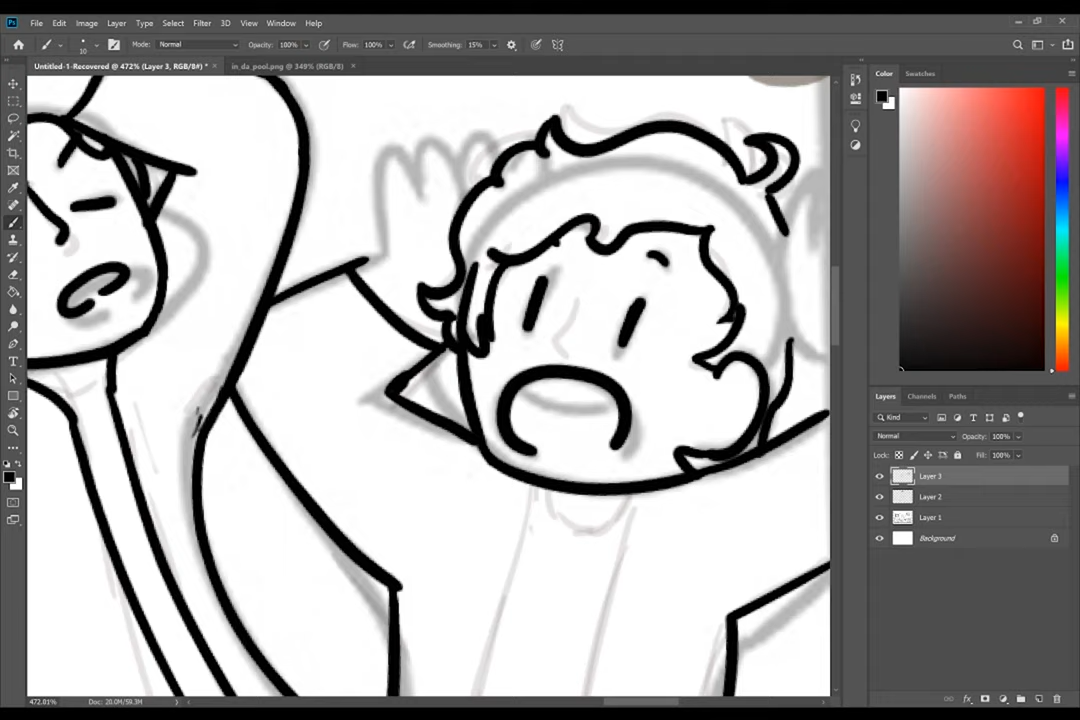 Ps File Edit Image Layer Type Select Filter 3D View Window Help
10 Mode: Normal Opacity: 100% Flow: 100% Smoothing: 15%
Untitled-1-Recovered @ 472% (Layer 3, RGB/8#) * × in_da_pool.png @ 349% (RGB/8) ×
Color Swatches
Layers Channels Paths
Kind
Normal Opacity: 100%
Lock: Fill: 100%
Layer 3
Layer 2
Layer 1
Background
472.01% Doc: 20.0M/59.3M